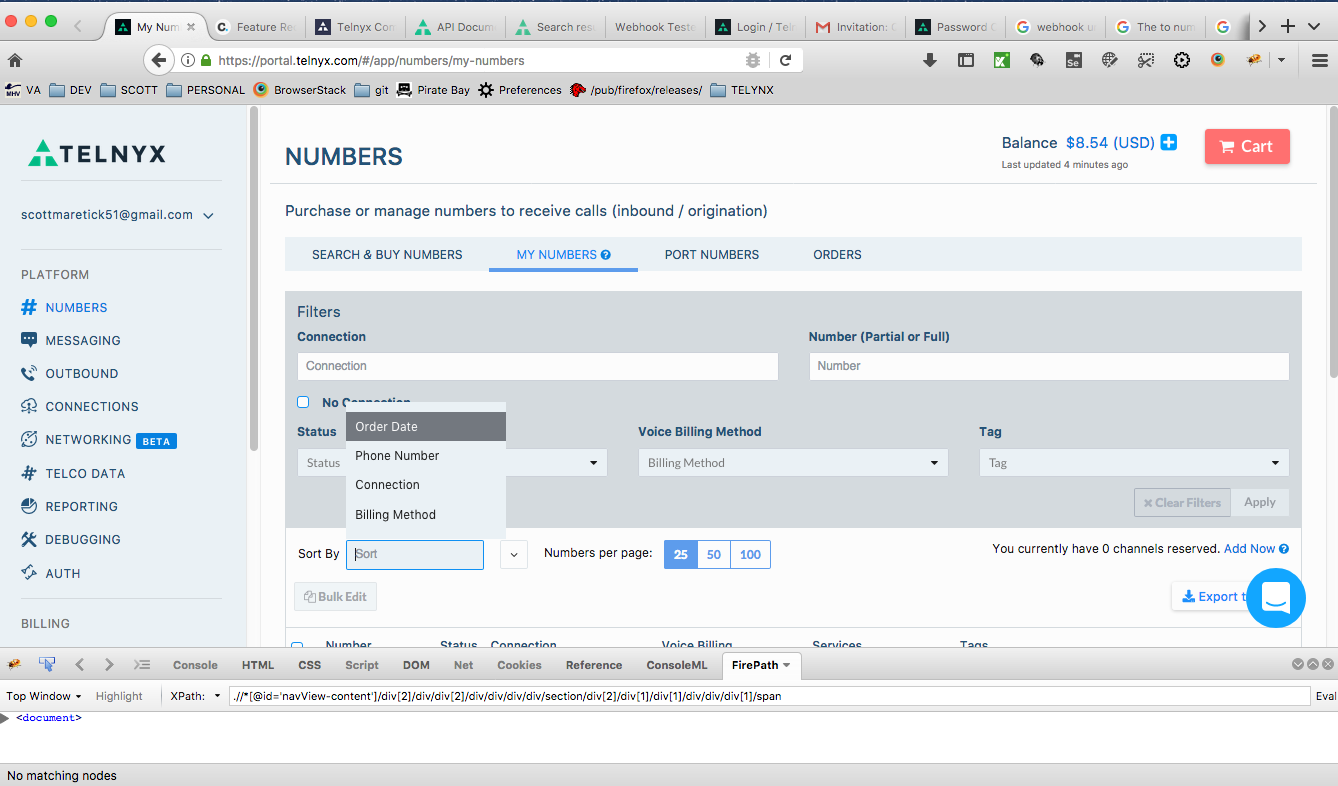 My Num
Feature Re
Telnyx Con
API Docum
Search res
Webhook Teste
Login / Teln
Invitation: C
Password C
webhook u
The to num
https://portal.telnyx.com/#/app/numbers/my-numbers
MHV VA DEV SCOTT PERSONAL BrowserStack git Pirate Bay Preferences /pub/firefox/releases/ TELYNX
TELNYX
NUMBERS
Balance $8.54 (USD)
Last updated 4 minutes ago
Cart
scottmaretick51@gmail.com
Purchase or manage numbers to receive calls (inbound / origination)
SEARCH & BUY NUMBERS MY NUMBERS PORT NUMBERS ORDERS
PLATFORM
NUMBERS
MESSAGING
OUTBOUND
CONNECTIONS
NETWORKING BETA
TELCO DATA
REPORTING
DEBUGGING
AUTH
BILLING
Filters
Connection Number (Partial or Full)
Connection Number
No Connection
Status Voice Billing Method Tag
Status Billing Method Tag
Order Date
Phone Number
Connection
Billing Method
Clear Filters Apply
Sort By Sort Numbers per page: 25 50 100
You currently have 0 channels reserved. Add Now
Bulk Edit Export t
Number Status Connection Voice Billing Services Tags
Console HTML CSS Script DOM Net Cookies Reference ConsoleML FirePath
Top Window Highlight XPath: .//*[@id='navView-content']/div[2]/div/div[2]/div/div/div/div/section/div[2]/div[1]/div[1]/div/div/div[1]/span Eval
<document>
No matching nodes